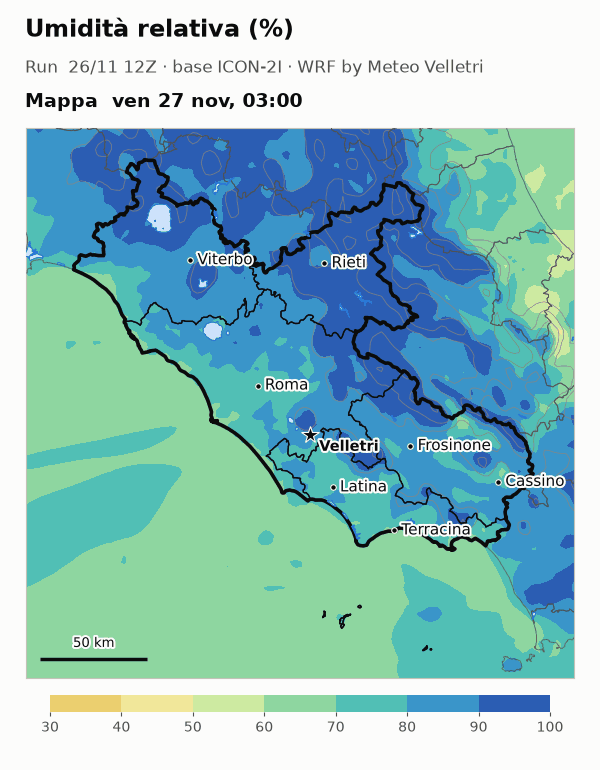 Umidità relativa (%)
Run  26/11 12Z · base ICON-2I · WRF by Meteo Velletri
Mappa  ven 27 nov, 03:00
Viterbo
Rieti
Roma
Velletri
Frosinone
Latina
Cassino
Terracina
50 km
30 40 50 60 70 80 90 100